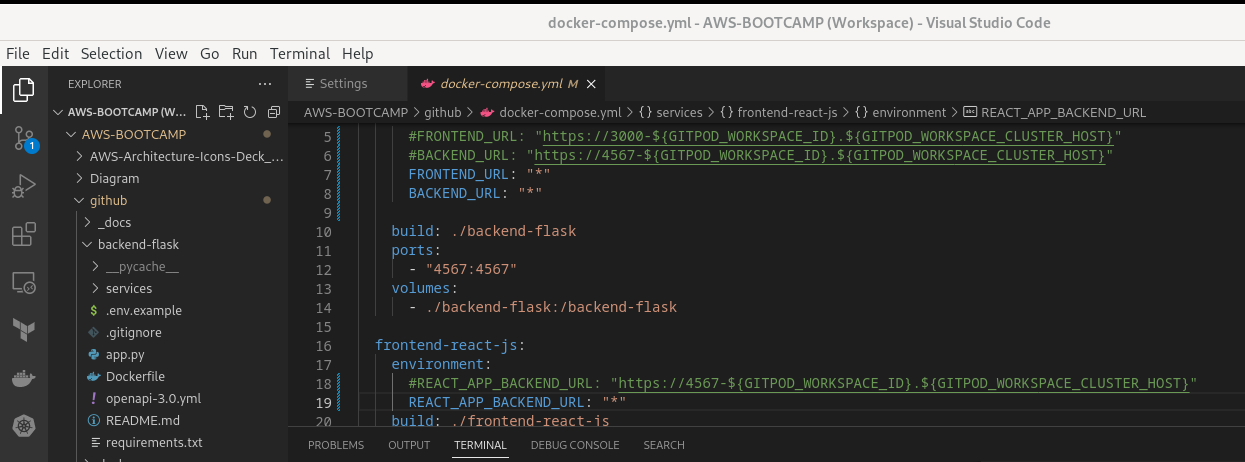 docker-compose.yml - AWS-BOOTCAMP (Workspace) - Visual Studio Code
File Edit Selection View Go Run Terminal Help
EXPLORER ···
Settings
docker-compose.yml M ×
AWS-BOOTCAMP (W...
AWS-BOOTCAMP > github > docker-compose.yml > {} services > {} frontend-react-js > {} environment > REACT_APP_BACKEND_URL
1
AWS-BOOTCAMP
AWS-Architecture-Icons-Deck_...
Diagram
github
_docs
backend-flask
__pycache__
services
$ .env.example
.gitignore
app.py
Dockerfile
! openapi-3.0.yml
README.md
requirements.txt
5 #FRONTEND_URL: "https://3000-${GITPOD_WORKSPACE_ID}.${GITPOD_WORKSPACE_CLUSTER_HOST}"
6 #BACKEND_URL: "https://4567-${GITPOD_WORKSPACE_ID}.${GITPOD_WORKSPACE_CLUSTER_HOST}"
7 FRONTEND_URL: "*"
8 BACKEND_URL: "*"
9
10 build: ./backend-flask
11 ports:
12 - "4567:4567"
13 volumes:
14 - ./backend-flask:/backend-flask
15
16 frontend-react-js:
17 environment:
18 #REACT_APP_BACKEND_URL: "https://4567-${GITPOD_WORKSPACE_ID}.${GITPOD_WORKSPACE_CLUSTER_HOST}"
19 REACT_APP_BACKEND_URL: "*"
20 build: ./frontend-react-js
PROBLEMS OUTPUT TERMINAL DEBUG CONSOLE SEARCH